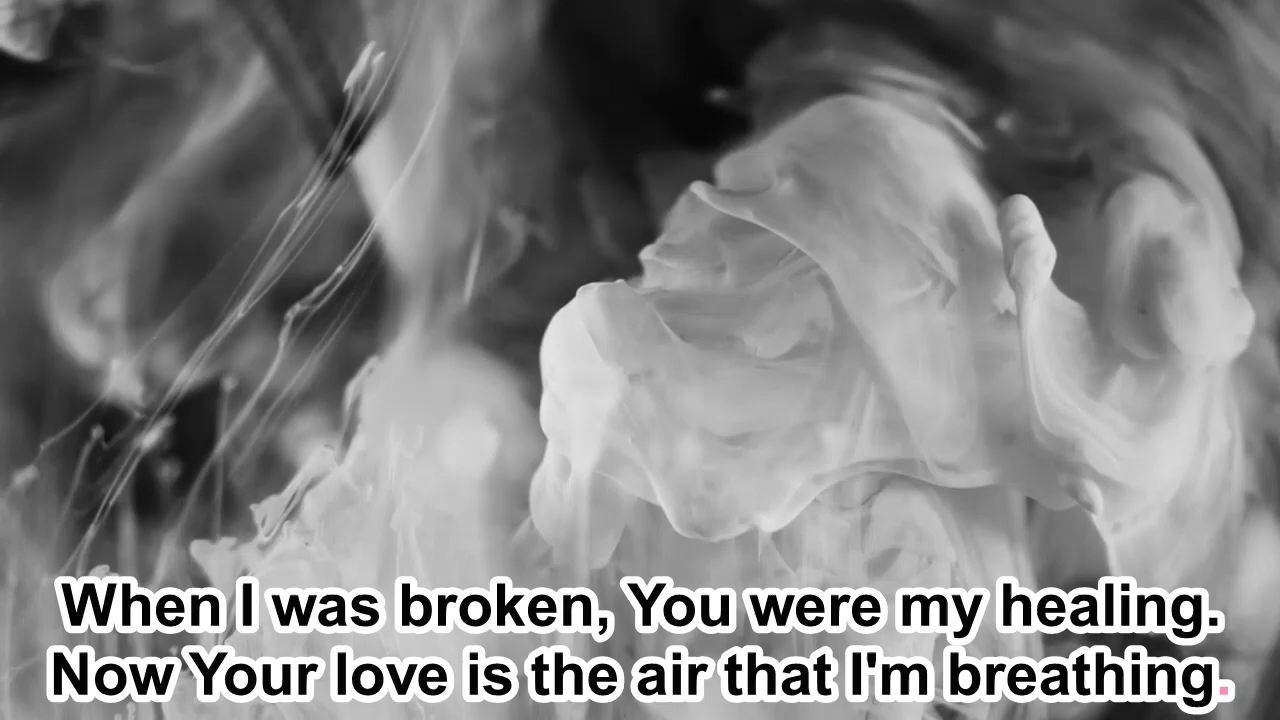 When I was broken, You were my healing.
Now Your love is the air that I'm breathing.